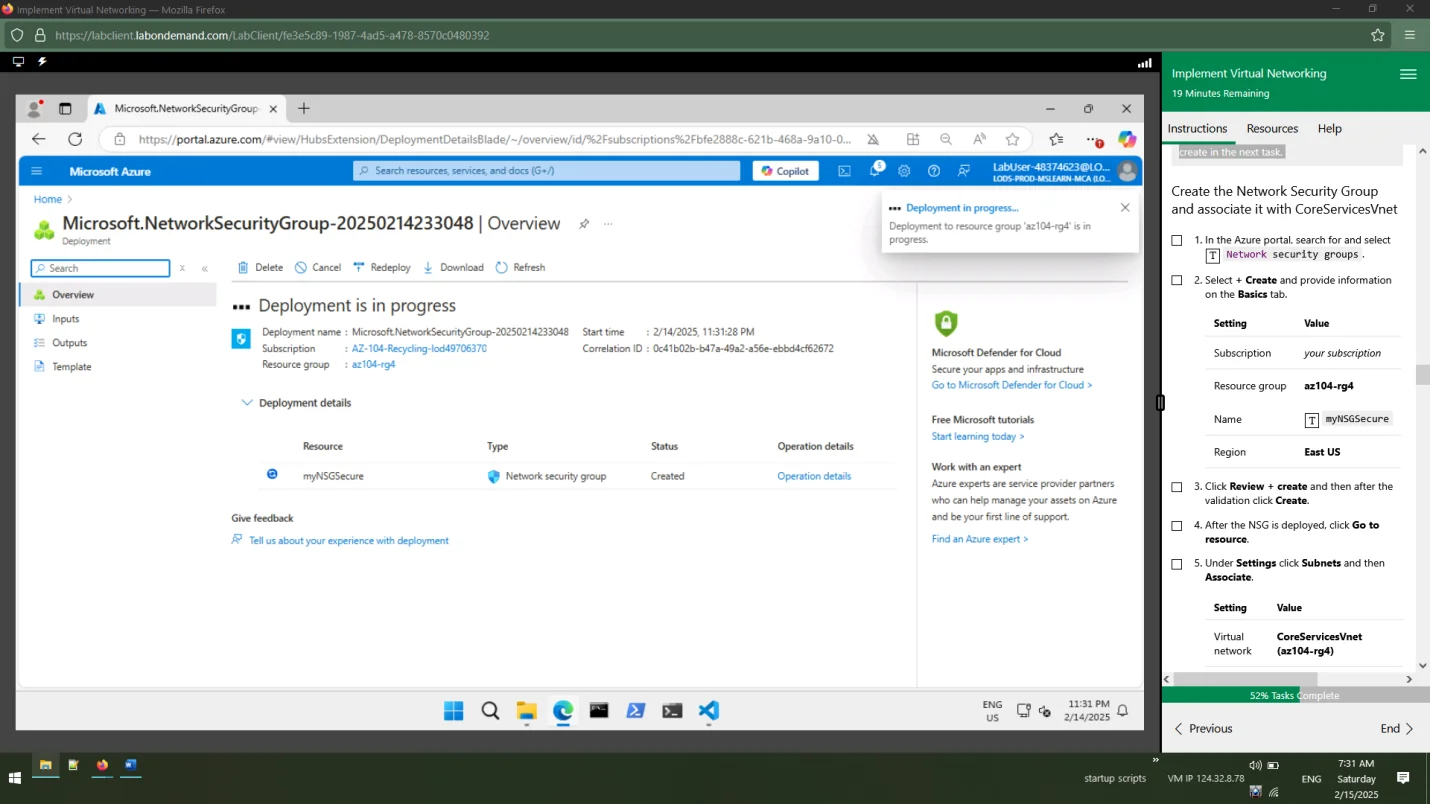 Implement Virtual Networking — Mozilla Firefox
https://labclient.labondemand.com/LabClient/fe3e5c89-1987-4ad5-a478-8570c0480392
Microsoft.NetworkSecurityGroup-
https://portal.azure.com/#view/HubsExtension/DeploymentDetailsBlade/~/overview/id/%2Fsubscriptions%2Fbfe2888c-621b-468a-9a10-0...
Microsoft Azure
Search resources, services, and docs (G+/)
Copilot
5
LabUser-48374623@LO...
LODS-PROD-MSLEARN-MCA (LO...
Home >
Microsoft.NetworkSecurityGroup-20250214233048 | Overview
Deployment
Deployment in progress...
Deployment to resource group 'az104-rg4' is in
progress.
Search
Delete
Cancel
Redeploy
Download
Refresh
Overview
Inputs
Outputs
Template
Deployment is in progress
Deployment name : Microsoft.NetworkSecurityGroup-20250214233048
Subscription : AZ-104-Recycling-lod49706370
Resource group : az104-rg4
Start time : 2/14/2025, 11:31:28 PM
Correlation ID : 0c41b02b-b47a-49a2-a56e-ebbd4cf62672
Deployment details
Resource Type Status Operation details
myNSGSecure Network security group Created Operation details
Give feedback
Tell us about your experience with deployment
Microsoft Defender for Cloud
Secure your apps and infrastructure
Go to Microsoft Defender for Cloud >
Free Microsoft tutorials
Start learning today >
Work with an expert
Azure experts are service provider partners
who can help manage your assets on Azure
and be your first line of support.
Find an Azure expert >
ENG
US
11:31 PM
2/14/2025
Implement Virtual Networking
19 Minutes Remaining
Instructions Resources Help
create in the next task.
Create the Network Security Group
and associate it with CoreServicesVnet
1. In the Azure portal, search for and select
T Network security groups .
2. Select + Create and provide information
on the Basics tab.
Setting Value
Subscription your subscription
Resource group az104-rg4
Name T myNSGSecure
Region East US
3. Click Review + create and then after the
validation click Create.
4. After the NSG is deployed, click Go to
resource.
5. Under Settings click Subnets and then
Associate.
Setting Value
Virtual CoreServicesVnet
network (az104-rg4)
52% Tasks Complete
Previous
End
startup scripts
VM IP 124.32.8.78
ENG
7:31 AM
Saturday
2/15/2025